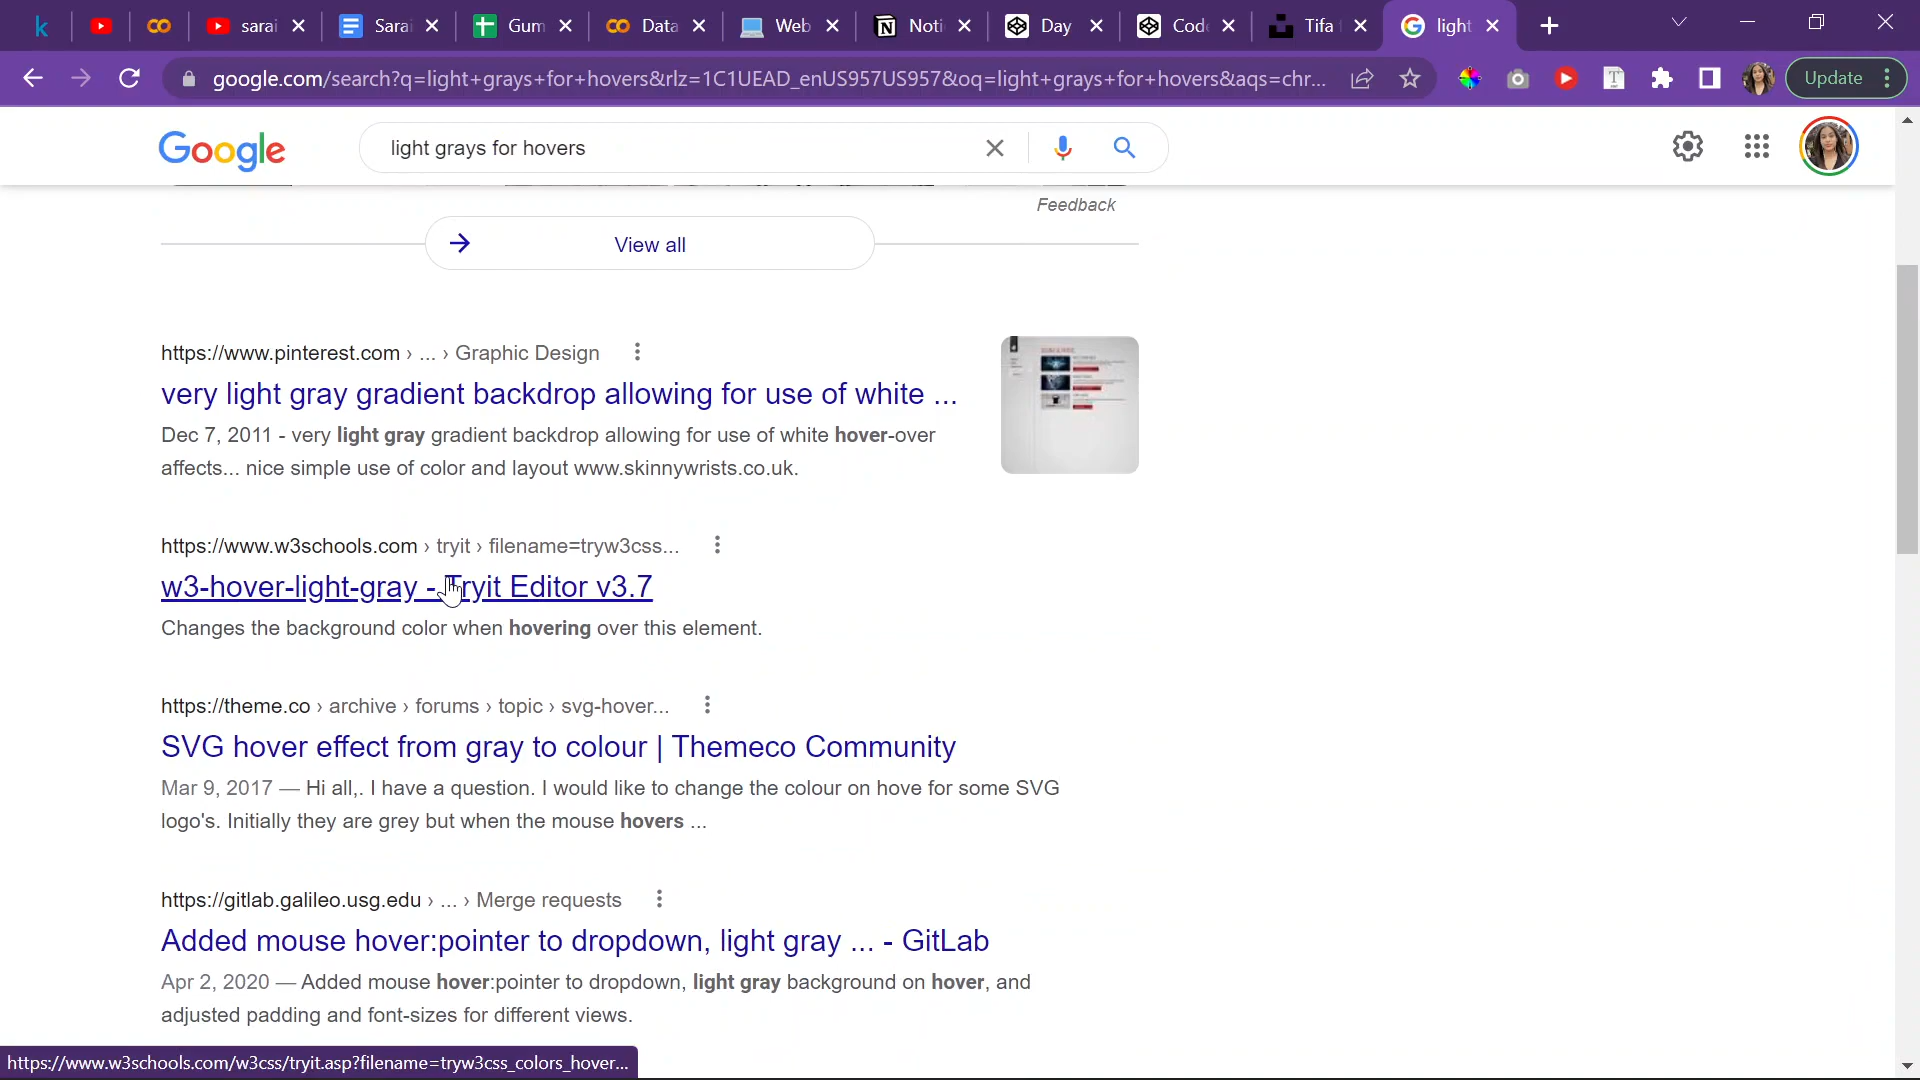 k
sarai
Sarai
Gum
Data
Web
Noti
Day
Code
Tifa
light
google.com/search?q=light+grays+for+hovers&rlz=1C1UEAD_enUS957US957&oq=light+grays+for+hovers&aqs=chr...
Update
Google
light grays for hovers
Feedback
View all
https://www.pinterest.com › ... › Graphic Design
very light gray gradient backdrop allowing for use of white ...
Dec 7, 2011 - very light gray gradient backdrop allowing for use of white hover-over
affects... nice simple use of color and layout www.skinnywrists.co.uk.
https://www.w3schools.com › tryit › filename=tryw3css...
w3-hover-light-gray - Tryit Editor v3.7
Changes the background color when hovering over this element.
https://theme.co › archive › forums › topic › svg-hover...
SVG hover effect from gray to colour | Themeco Community
Mar 9, 2017 — Hi all,. I have a question. I would like to change the colour on hove for some SVG
logo's. Initially they are grey but when the mouse hovers ...
https://gitlab.galileo.usg.edu › ... › Merge requests
Added mouse hover:pointer to dropdown, light gray ... - GitLab
Apr 2, 2020 — Added mouse hover:pointer to dropdown, light gray background on hover, and
adjusted padding and font-sizes for different views.
https://www.w3schools.com/w3css/tryit.asp?filename=tryw3css_colors_hover...